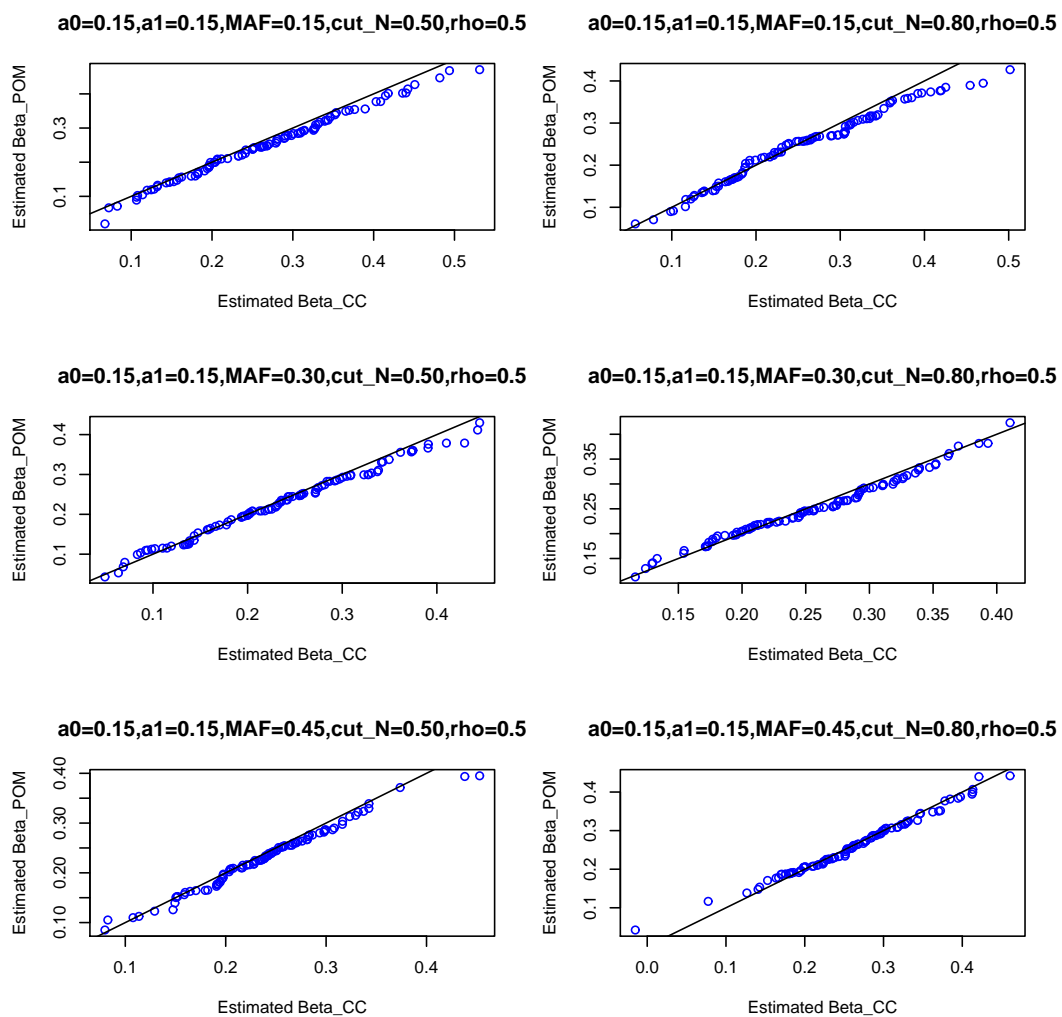 a0=0.15,a1=0.15,MAF=0.15,cut_N=0.50,rho=0.5
Estimated Beta_POM
0.1 0.3
0.1 0.2 0.3 0.4 0.5
Estimated Beta_CC
a0=0.15,a1=0.15,MAF=0.15,cut_N=0.80,rho=0.5
Estimated Beta_POM
0.1 0.2 0.3 0.4
0.1 0.2 0.3 0.4 0.5
Estimated Beta_CC
a0=0.15,a1=0.15,MAF=0.30,cut_N=0.50,rho=0.5
Estimated Beta_POM
0.1 0.2 0.3 0.4
0.1 0.2 0.3 0.4
Estimated Beta_CC
a0=0.15,a1=0.15,MAF=0.30,cut_N=0.80,rho=0.5
Estimated Beta_POM
0.15 0.25 0.35
0.15 0.20 0.25 0.30 0.35 0.40
Estimated Beta_CC
a0=0.15,a1=0.15,MAF=0.45,cut_N=0.50,rho=0.5
Estimated Beta_POM
0.10 0.20 0.30 0.40
0.1 0.2 0.3 0.4
Estimated Beta_CC
a0=0.15,a1=0.15,MAF=0.45,cut_N=0.80,rho=0.5
Estimated Beta_POM
0.1 0.2 0.3 0.4
0.0 0.1 0.2 0.3 0.4
Estimated Beta_CC